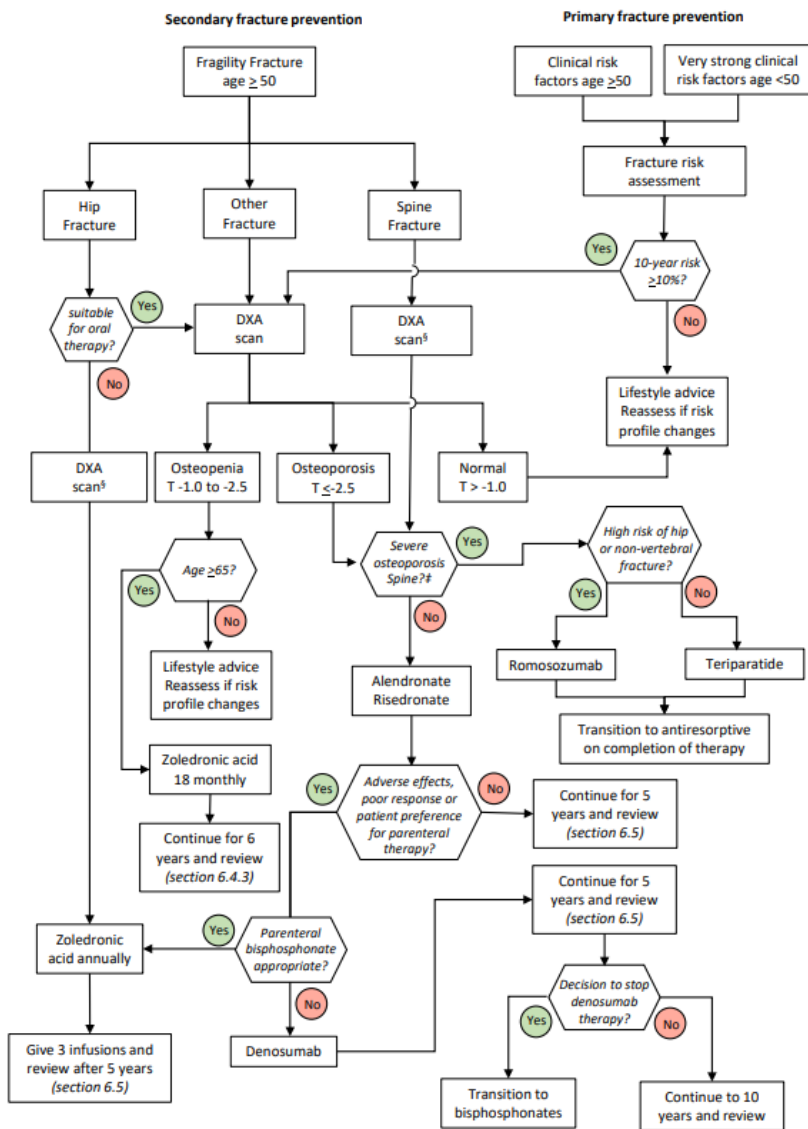 Secondary fracture prevention
Primary fracture prevention
Fragility Fracture
age ≥ 50
Clinical risk
factors age ≥50
Very strong clinical
risk factors age <50
Fracture risk
assessment
Hip
Fracture
Other
Fracture
Spine
Fracture
Yes
10-year risk
≥10%?
No
suitable
for oral
therapy?
Yes
No
DXA
scan
DXA
scan§
Lifestyle advice
Reassess if risk
profile changes
DXA
scan§
Osteopenia
T -1.0 to -2.5
Osteoporosis
T ≤-2.5
Normal
T > -1.0
Age ≥65?
Yes
No
Severe
osteoporosis
Spine?‡
Yes
No
High risk of hip
or non-vertebral
fracture?
Yes
No
Lifestyle advice
Reassess if risk
profile changes
Alendronate
Risedronate
Romosozumab
Teriparatide
Transition to antiresorptive
on completion of therapy
Zoledronic acid
18 monthly
Yes
Adverse effects,
poor response or
patient preference
for parenteral
therapy?
No
Continue for 5
years and review
(section 6.5)
Continue for 6
years and review
(section 6.4.3)
Continue for 5
years and review
(section 6.5)
Zoledronic
acid annually
Yes
Parenteral
bisphosphonate
appropriate?
No
Denosumab
Decision to stop
denosumab
therapy?
Yes
No
Give 3 infusions and
review after 5 years
(section 6.5)
Transition to
bisphosphonates
Continue to 10
years and review